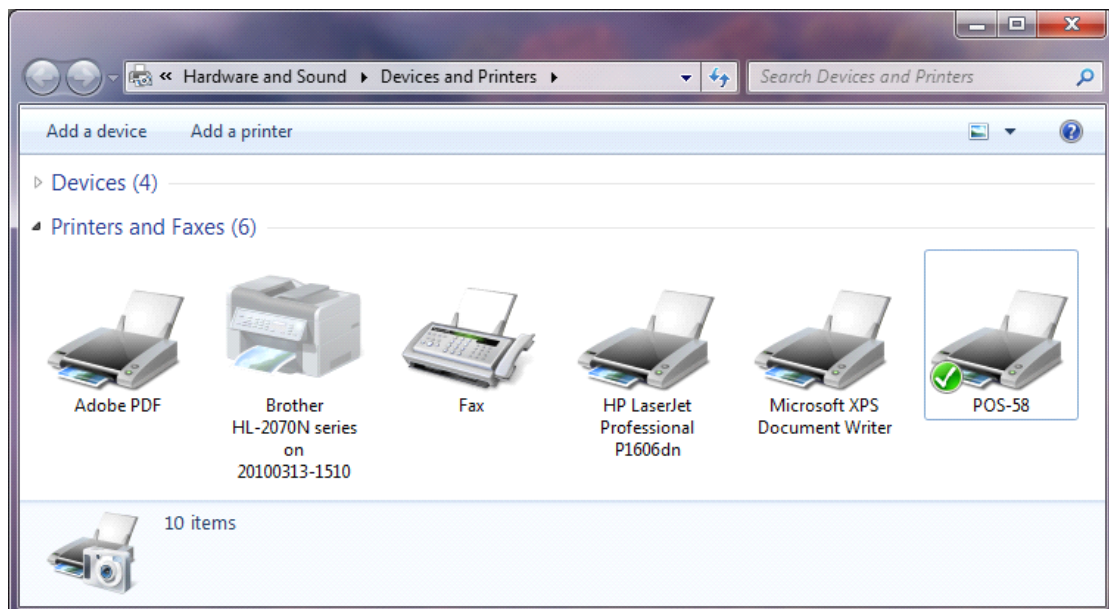 « Hardware and Sound ▸ Devices and Printers ▸
Search Devices and Printers
Add a device Add a printer
Devices (4)
Printers and Faxes (6)
Adobe PDF
Brother
HL-2070N series
on
20100313-1510
Fax
HP LaserJet
Professional
P1606dn
Microsoft XPS
Document Writer
POS-58
10 items